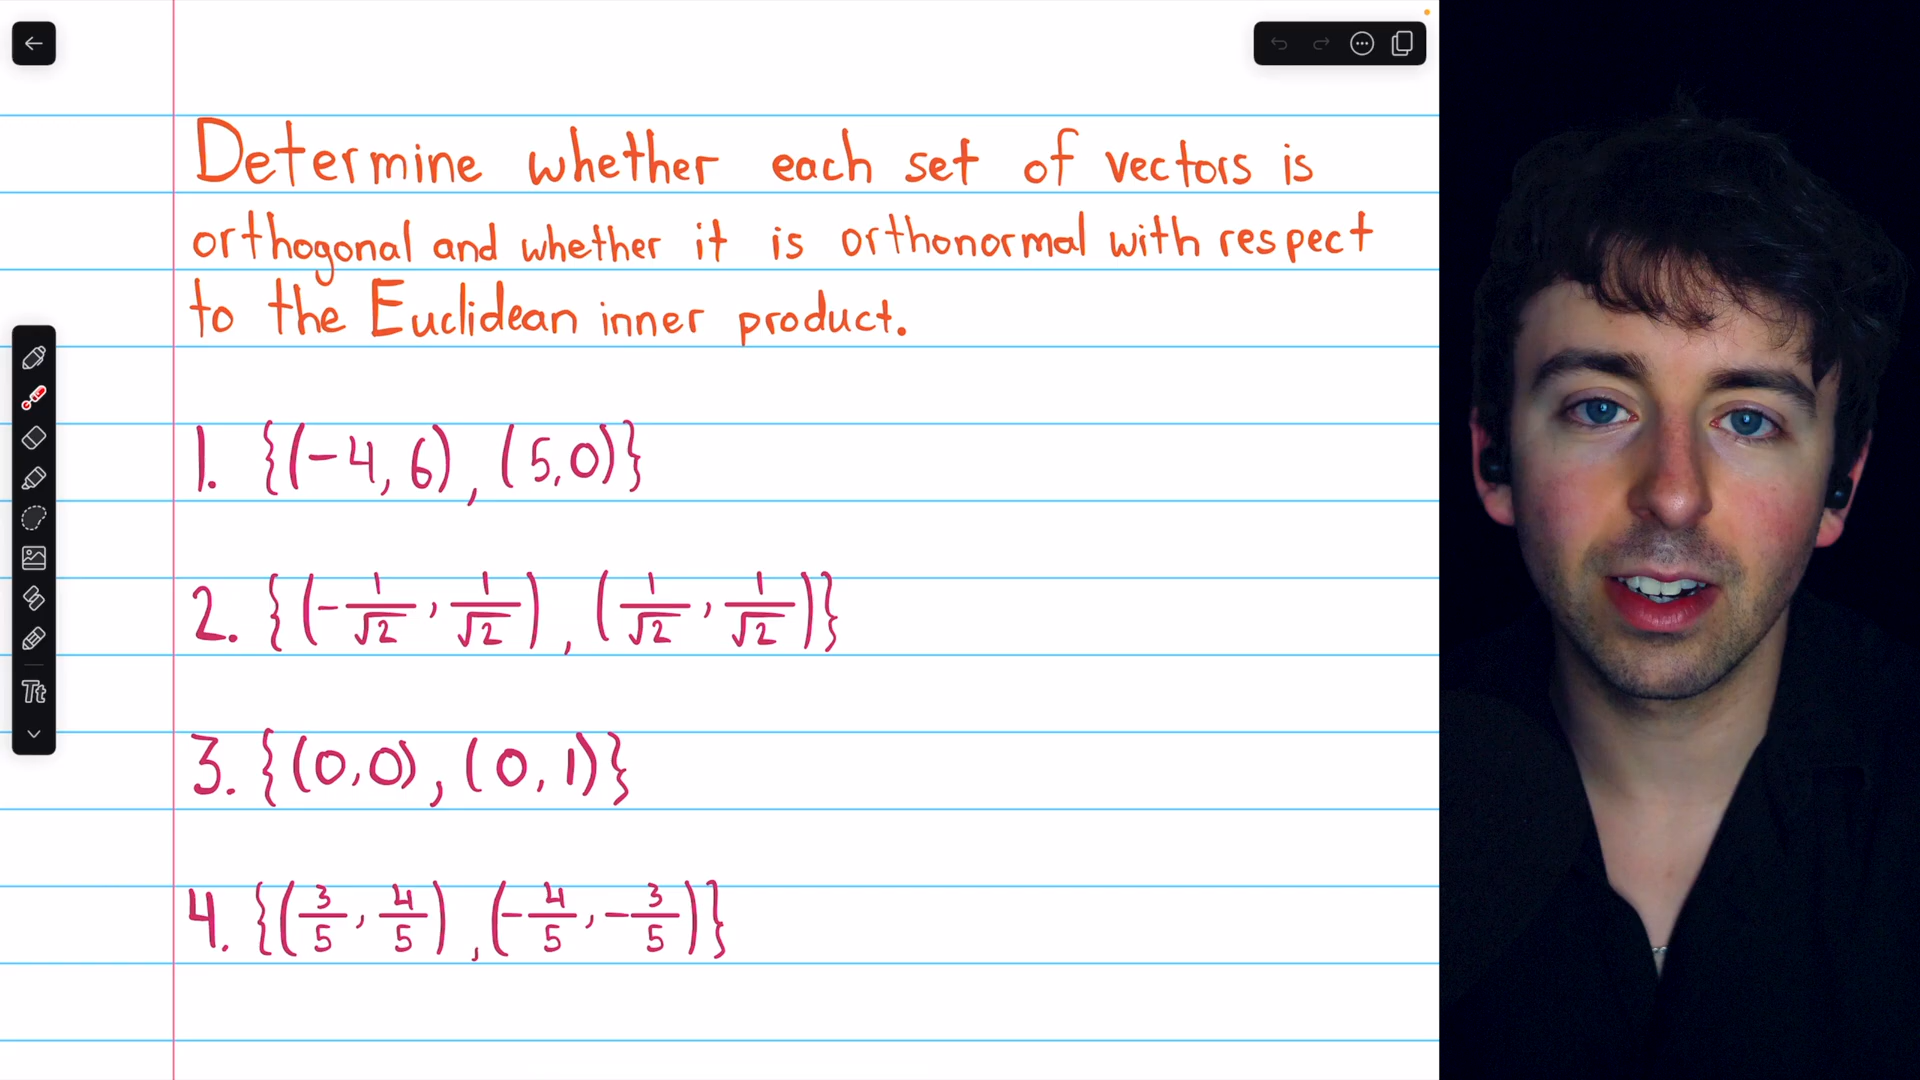 Determine whether each set of vectors is
orthogonal and whether it is orthonormal with respect
to the Euclidean inner product.
1. {(-4, 6), (5,0)}
2. {(-1/√2, 1/√2), (1/√2, 1/√2)}
3. {(0,0), (0,1)}
4. {(3/5, 4/5), (-4/5, -3/5)}
Tt